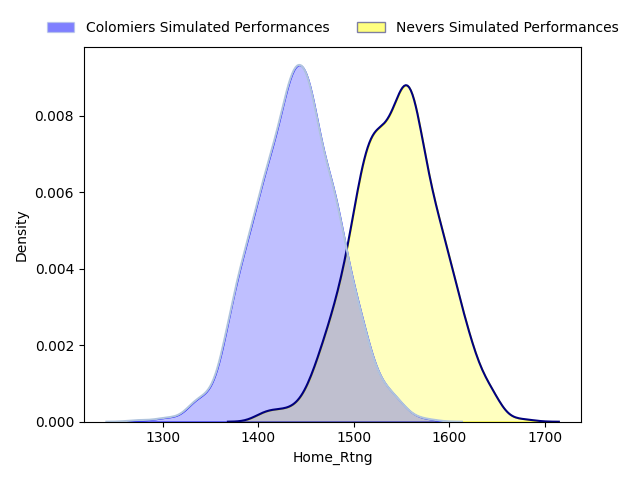 Colomiers Simulated Performances Nevers Simulated Performances
0.008
0.006
0.004
0.002
0.000
Density
1300 1400 1500 1600 1700
Home_Rtng